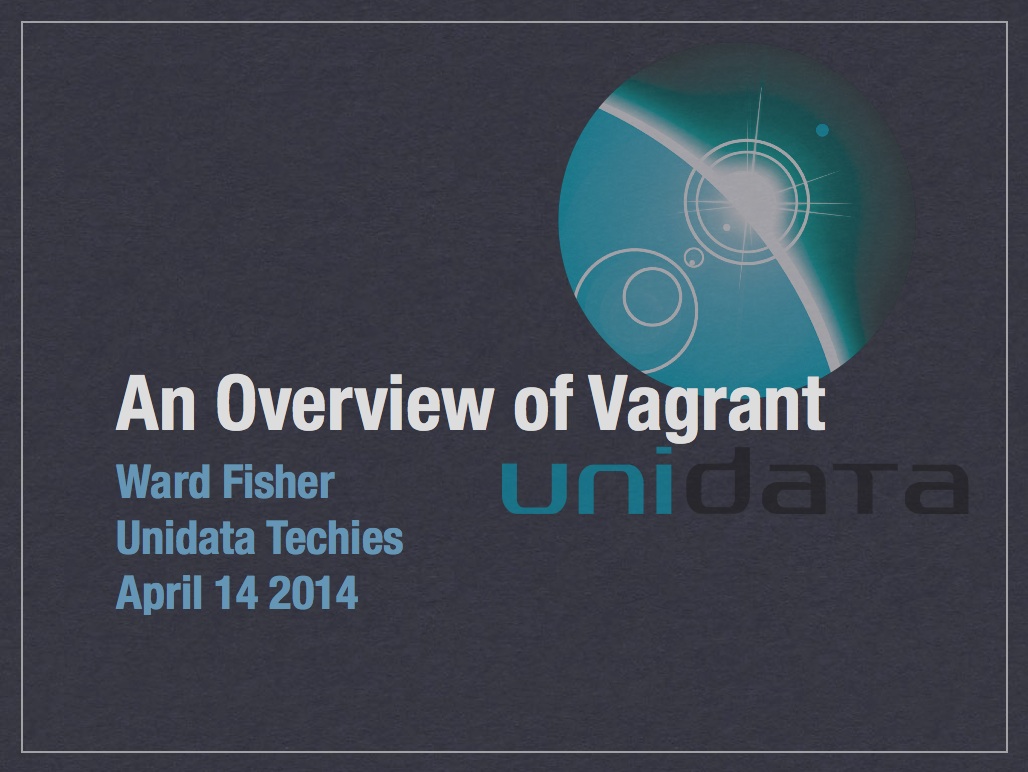 An Overview of Vagrant
unidata
Ward Fisher
Unidata Techies
April 14 2014